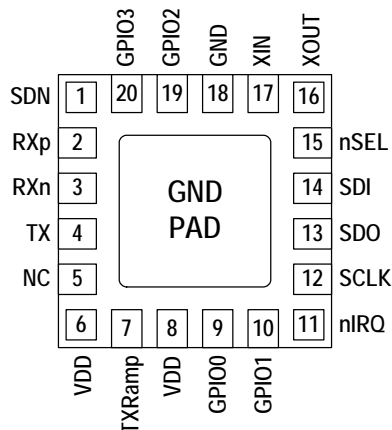 GPIO3
GPIO2
GND
XIN
XOUT
SDN 1 20 19 18 17 16
RXp 2 15 nSEL
RXn 3 GND 14 SDI
TX 4 PAD 13 SDO
NC 5 12 SCLK
6 7 8 9 10 11 nIRQ
VDD
TXRamp
VDD
GPIO0
GPIO1